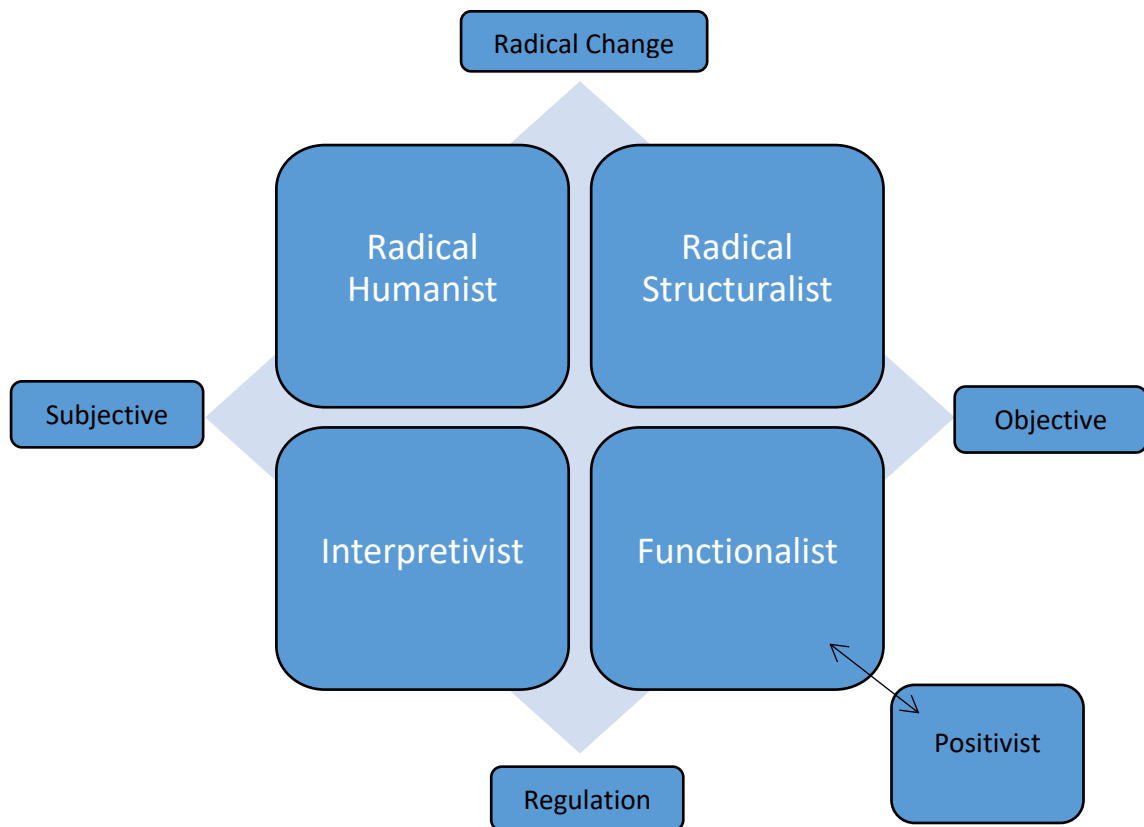 Radical Change
Radical
Humanist
Radical
Structuralist
Subjective
Objective
Interpretivist
Functionalist
Positivist
Regulation